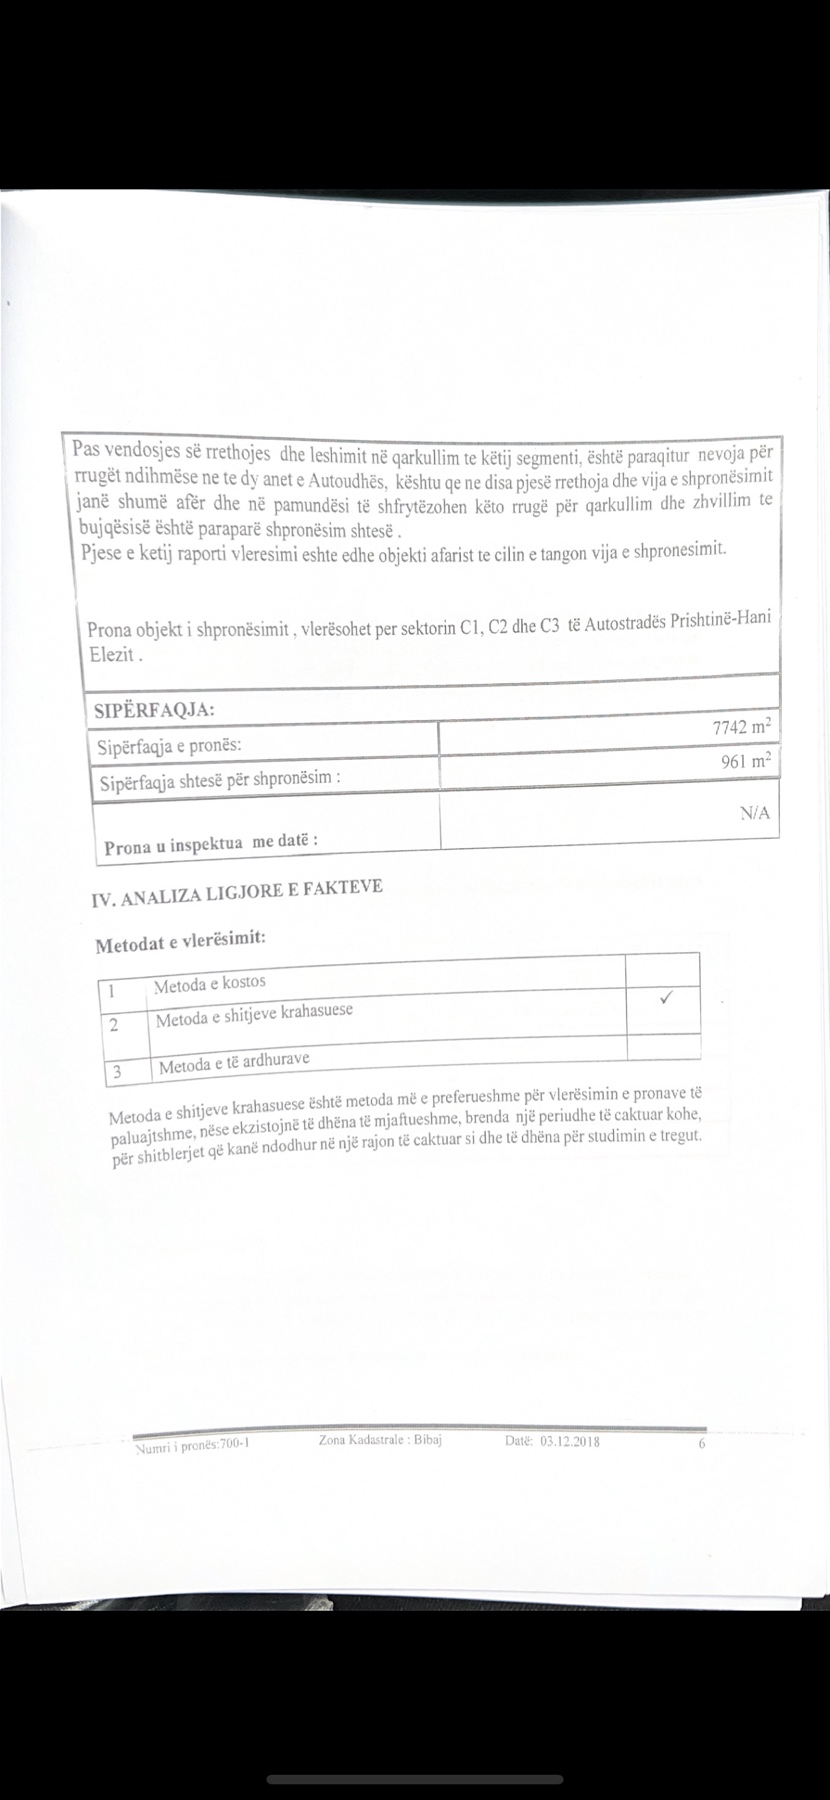 Pas vendosjes së rrethojes dhe leshimit në qarkullim te këtij segmenti, është paraqitur nevoja për
rrugët ndihmëse ne te dy anet e Autoudhës, kështu qe ne disa pjesë rrethoja dhe vija e shpronësimit
janë shumë afër dhe në pamundësi të shfrytëzohen këto rrugë për qarkullim dhe zhvillim te
bujqësisë është paraparë shpronësim shtesë .
Pjese e ketij raporti vleresimi eshte edhe objekti afarist te cilin e tangon vija e shpronesimit.
Prona objekt i shpronësimit , vlerësohet per sektorin C1, C2 dhe C3 të Autostradës Prishtinë-Hani
Elezit .
SIPËRFAQJA:
Sipërfaqja e pronës: 7742 m²
Sipërfaqja shtesë për shpronësim : 961 m²
Prona u inspektua me datë : N/A
IV. ANALIZA LIGJORE E FAKTEVE
Metodat e vlerësimit:
1 Metoda e kostos
2 Metoda e shitjeve krahasuese ✓
3 Metoda e të ardhurave
Metoda e shitjeve krahasuese është metoda më e preferueshme për vlerësimin e pronave të
paluajtshme, nëse ekzistojnë të dhëna të mjaftueshme, brenda një periudhe të caktuar kohe,
për shitblerjet që kanë ndodhur në një rajon të caktuar si dhe të dhëna për studimin e tregut.
Numri i pronës:700-1 Zona Kadastrale : Bibaj Datë: 03.12.2018 6